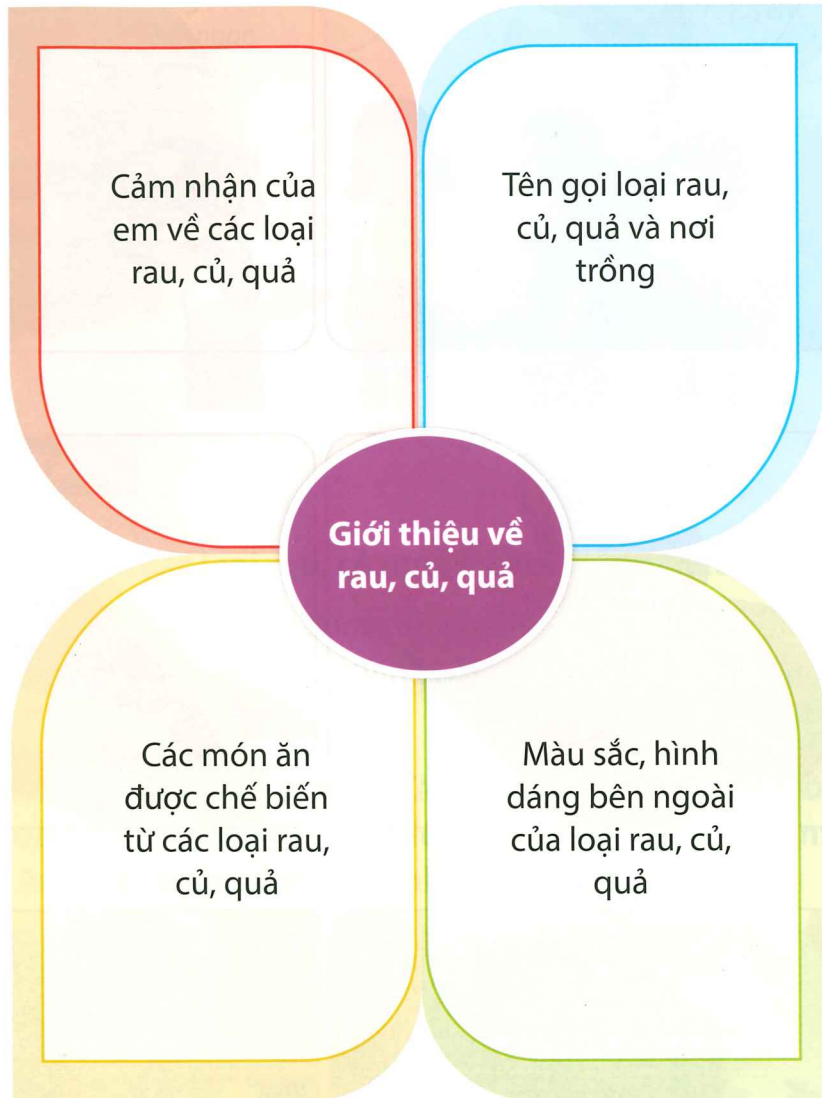 Cảm nhận của
em về các loại
rau, củ, quả
Tên gọi loại rau,
củ, quả và nơi
trồng
Giới thiệu về
rau, củ, quả
Các món ăn
được chế biến
từ các loại rau,
củ, quả
Màu sắc, hình
dáng bên ngoài
của loại rau, củ,
quả